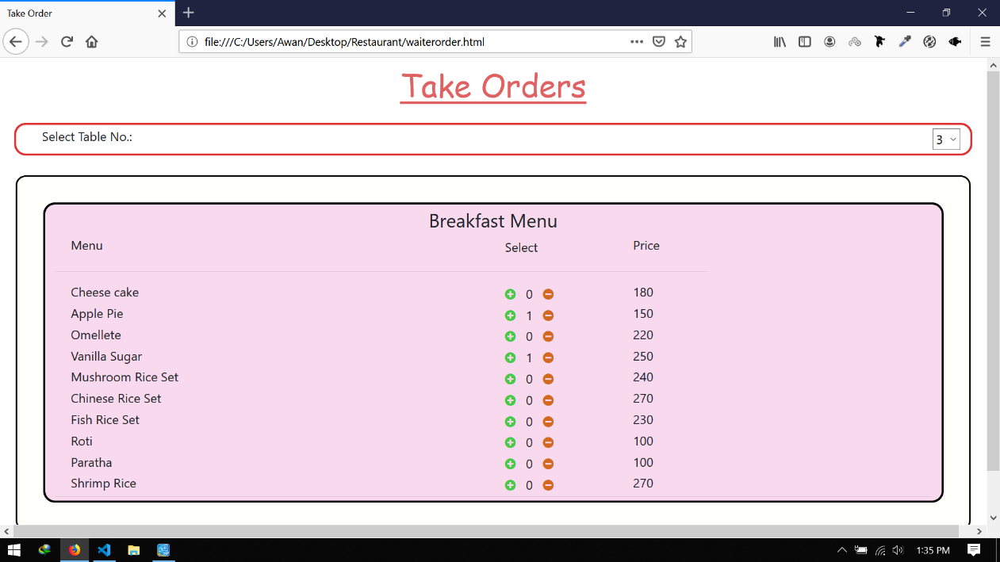 Take Order
file:///C:/Users/Awan/Desktop/Restaurant/waiterorder.html
Take Orders
Select Table No.: 3
Breakfast Menu
Menu Select Price
Cheese cake 0 180
Apple Pie 1 150
Omellete 0 220
Vanilla Sugar 1 250
Mushroom Rice Set 0 240
Chinese Rice Set 0 270
Fish Rice Set 0 230
Roti 0 100
Paratha 0 100
Shrimp Rice 0 270
1:35 PM